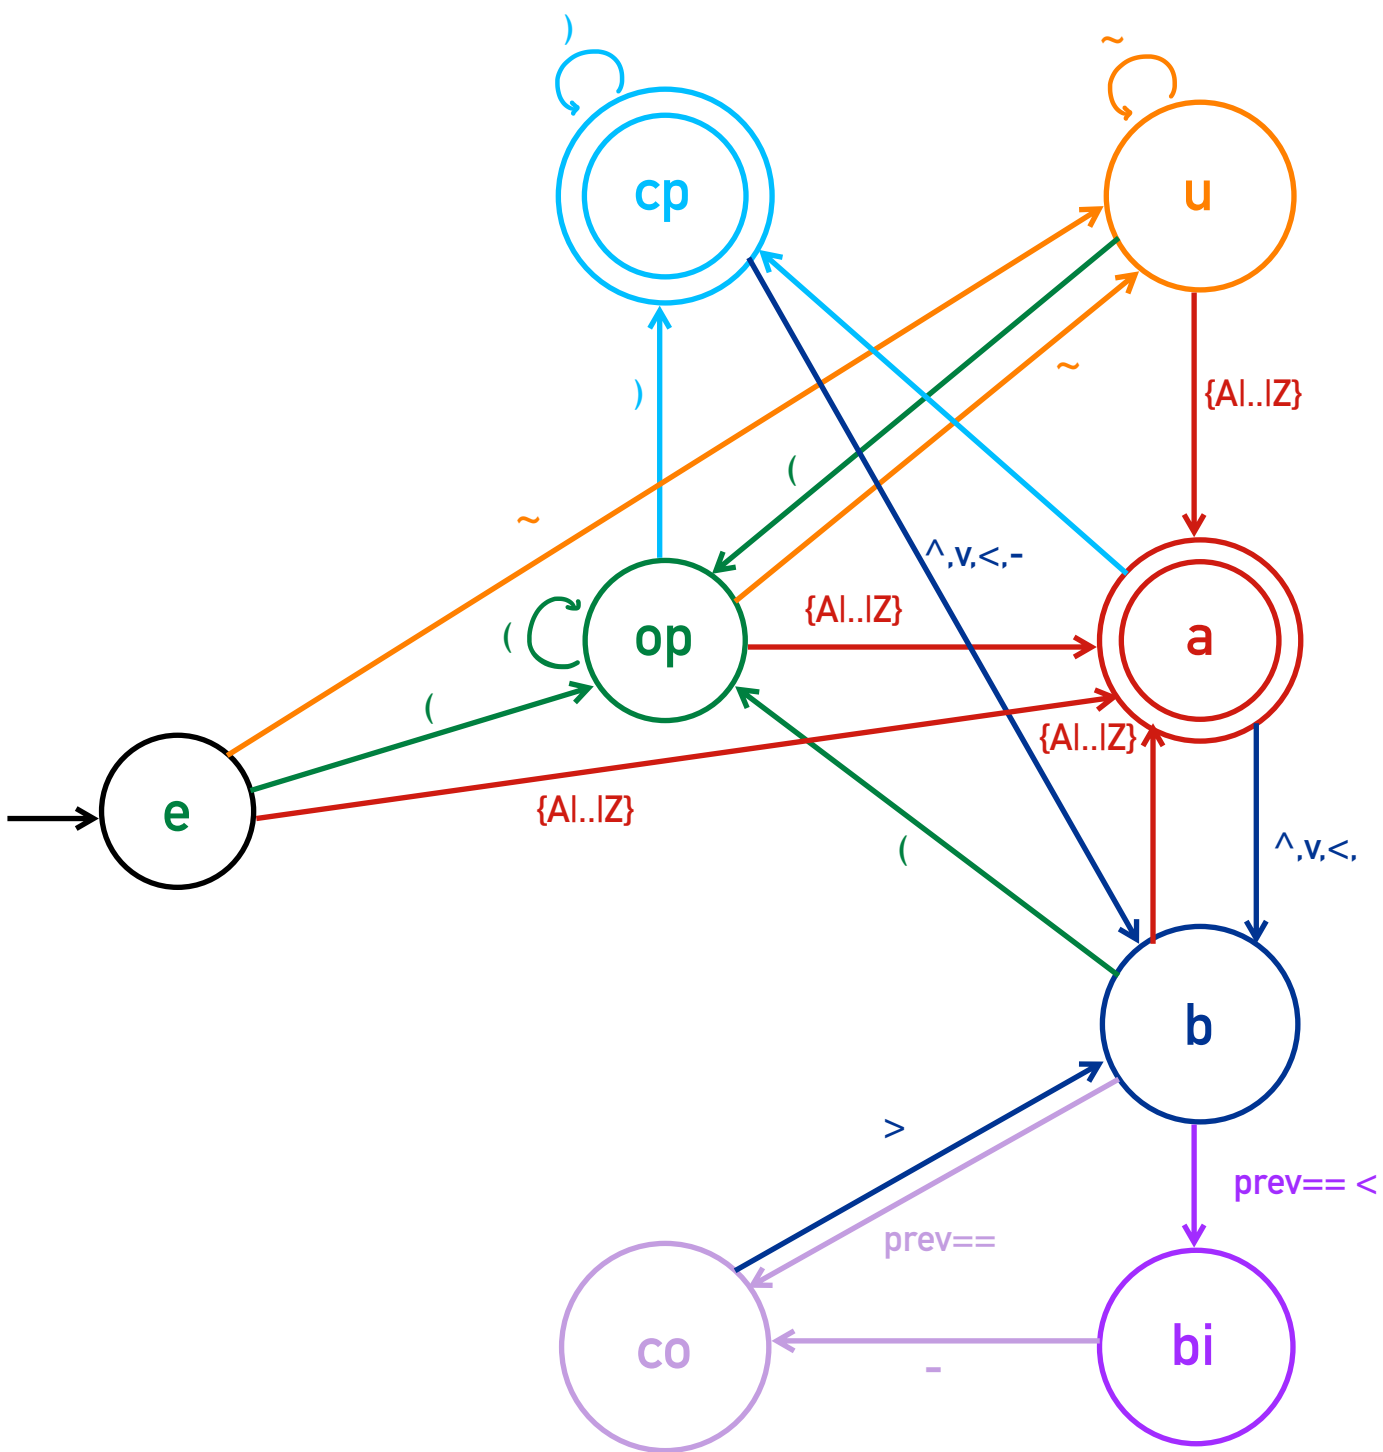 )
~
cp
u
)
~
{A|..|Z}
(
~
^,v,<,-
{A|..|Z}
(
op
a
(
{A|..|Z}
e
{A|..|Z}
(
^,v,<,
b
>
prev== <
prev==
co
-
bi